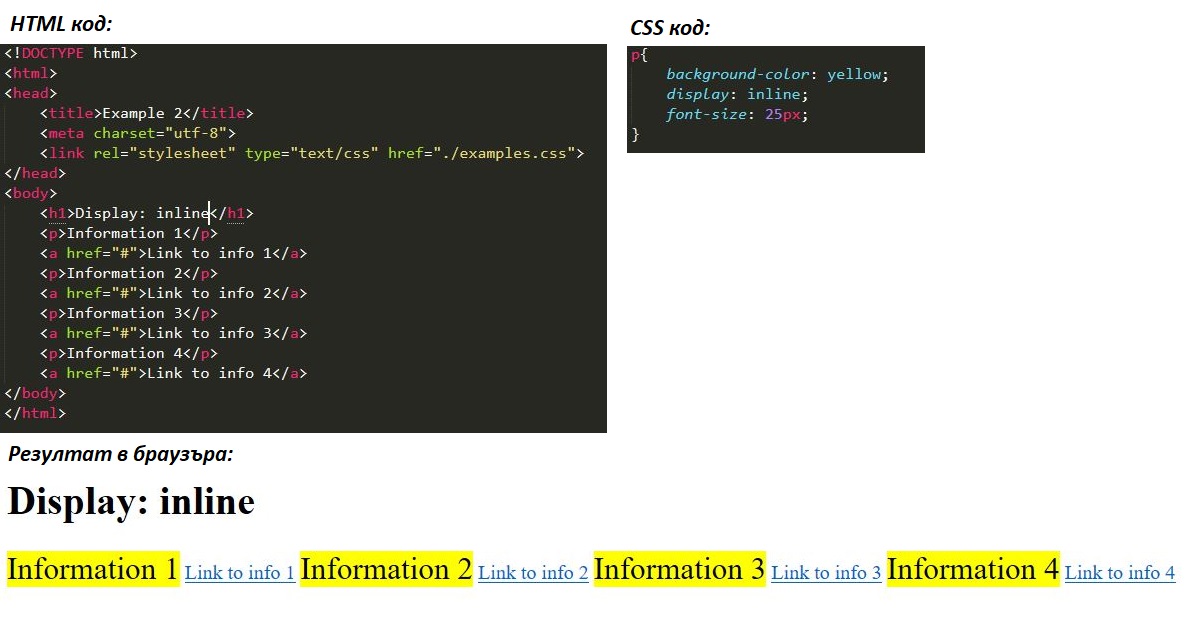 HTML код:
<!DOCTYPE html>
<html>
<head>
    <title>Example 2</title>
    <meta charset="utf-8">
    <link rel="stylesheet" type="text/css" href="./examples.css">
</head>
<body>
    <h1>Display: inline</h1>
    <p>Information 1</p>
    <a href="#">Link to info 1</a>
    <p>Information 2</p>
    <a href="#">Link to info 2</a>
    <p>Information 3</p>
    <a href="#">Link to info 3</a>
    <p>Information 4</p>
    <a href="#">Link to info 4</a>
</body>
</html>
CSS код:
p{
    background-color: yellow;
    display: inline;
    font-size: 25px;
}
Резултат в браузъра:
Display: inline
Information 1 Link to info 1 Information 2 Link to info 2 Information 3 Link to info 3 Information 4 Link to info 4